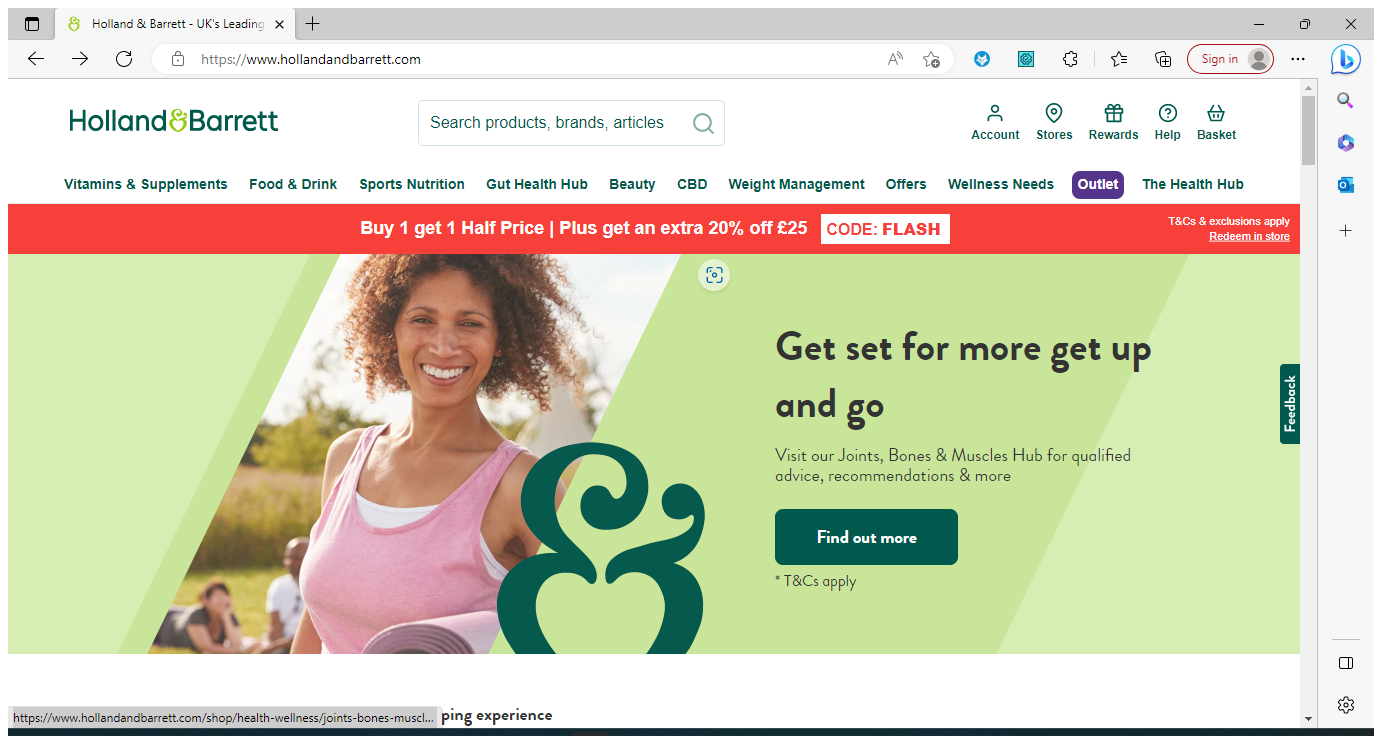 Holland & Barrett - UK's Leading
https://www.hollandandbarrett.com
Sign in
Holland&Barrett
Search products, brands, articles
Account
Stores
Rewards
Help
Basket
Vitamins & Supplements
Food & Drink
Sports Nutrition
Gut Health Hub
Beauty
CBD
Weight Management
Offers
Wellness Needs
Outlet
The Health Hub
Buy 1 get 1 Half Price | Plus get an extra 20% off £25
CODE: FLASH
T&Cs & exclusions apply
Redeem in store
Get set for more get up
and go
Visit our Joints, Bones & Muscles Hub for qualified
advice, recommendations & more
Find out more
* T&Cs apply
Feedback
&
https://www.hollandandbarrett.com/shop/health-wellness/joints-bones-muscl...
ping experience